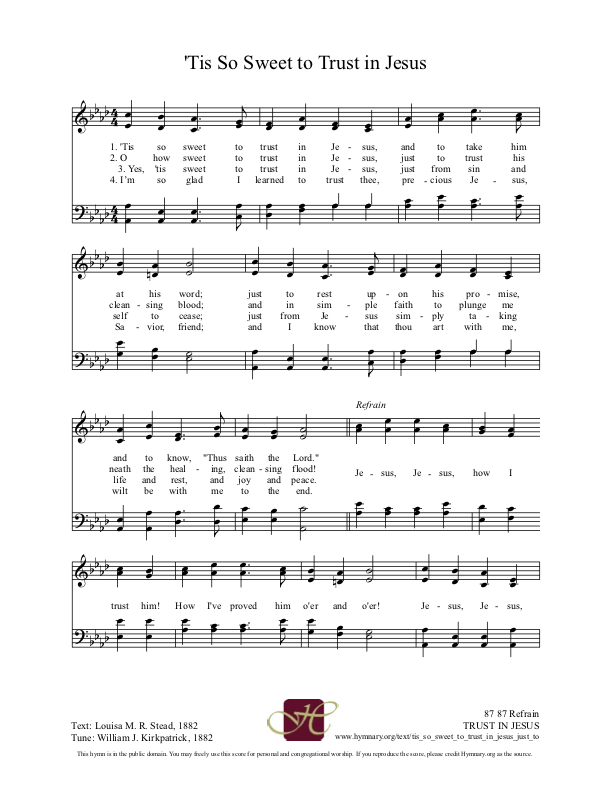 'Tis So Sweet to Trust in Jesus
1. 'Tis so sweet to trust in Je - sus, and to take him
2. O how sweet to trust in Je - sus, just to trust his
3. Yes, 'tis sweet to trust in Je - sus, just from sin and
4. I'm so glad I learned to trust thee, pre - cious Je - sus,
at his word; just to rest up - on his pro - mise,
clean - sing blood; and in sim - ple faith to plunge me
self to cease; just from Je - sus sim - ply ta - king
Sa - vior, friend; and I know that thou art with me,
Refrain
and to know, "Thus saith the Lord."
neath the heal - ing, clean - sing flood!
life and rest, and joy and peace.
wilt be with me to the end.
Je - sus, Je - sus, how I
trust him! How I've proved him o'er and o'er! Je - sus, Je - sus,
H
Text: Louisa M. R. Stead, 1882
Tune: William J. Kirkpatrick, 1882
87 87 Refrain
TRUST IN JESUS
www.hymnary.org/text/tis_so_sweet_to_trust_in_jesus_just_to
This hymn is in the public domain. You may freely use this score for personal and congregational worship. If you reproduce the score, please credit Hymnary.org as the source.